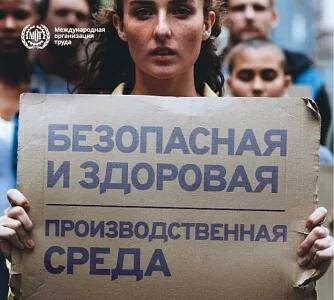 Международная
организация
труда
БЕЗОПАСНАЯ
И ЗДОРОВАЯ
ПРОИЗВОДСТВЕННАЯ
СРЕДА